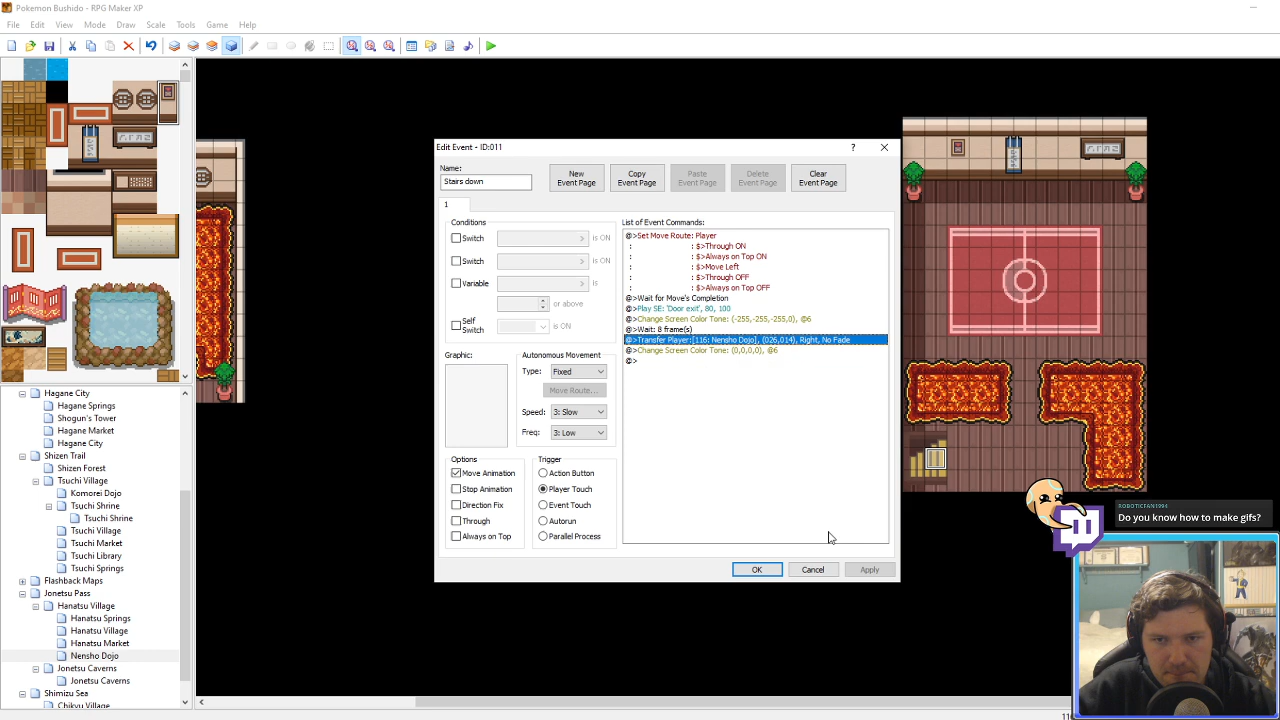 Pokemon Bushido - RPG Maker XP
File Edit View Mode Draw Scale Tools Game Help
Edit Event - ID:011
Name:
Stairs down
New Event Page
Copy Event Page
Paste Event Page
Delete Event Page
Clear Event Page
1
Conditions
Switch is ON
Switch is ON
Variable is
or above
Self Switch is ON
Graphic:
Autonomous Movement
Type: Fixed
Move Route...
Speed: 3: Slow
Freq: 3: Low
Options
Move Animation
Stop Animation
Direction Fix
Through
Always on Top
Trigger
Action Button
Player Touch
Event Touch
Autorun
Parallel Process
List of Event Commands:
@>Set Move Route: Player
: : $>Through ON
: : $>Always on Top ON
: : $>Move Left
: : $>Through OFF
: : $>Always on Top OFF
@>Wait for Move's Completion
@>Play SE: 'Door exit', 80, 100
@>Change Screen Color Tone: (-255,-255,-255,0), @6
@>Wait: 8 frame(s)
@>Transfer Player:[116: Nensho Dojo], (026,014), Right, No Fade
@>Change Screen Color Tone: (0,0,0,0), @6
@>
OK
Cancel
Apply
Hagane City
Hagane Springs
Shogun's Tower
Hagane Market
Hagane City
Shizen Trail
Shizen Forest
Tsuchi Village
Komorei Dojo
Tsuchi Shrine
Tsuchi Shrine
Tsuchi Village
Tsuchi Market
Tsuchi Library
Tsuchi Springs
Flashback Maps
Jonetsu Pass
Hanatsu Village
Hanatsu Springs
Hanatsu Village
Hanatsu Market
Nensho Dojo
Jonetsu Caverns
Jonetsu Caverns
Shimizu Sea
Chikyu Village
ROBOTICFAN1994
Do you know how to make gifs?